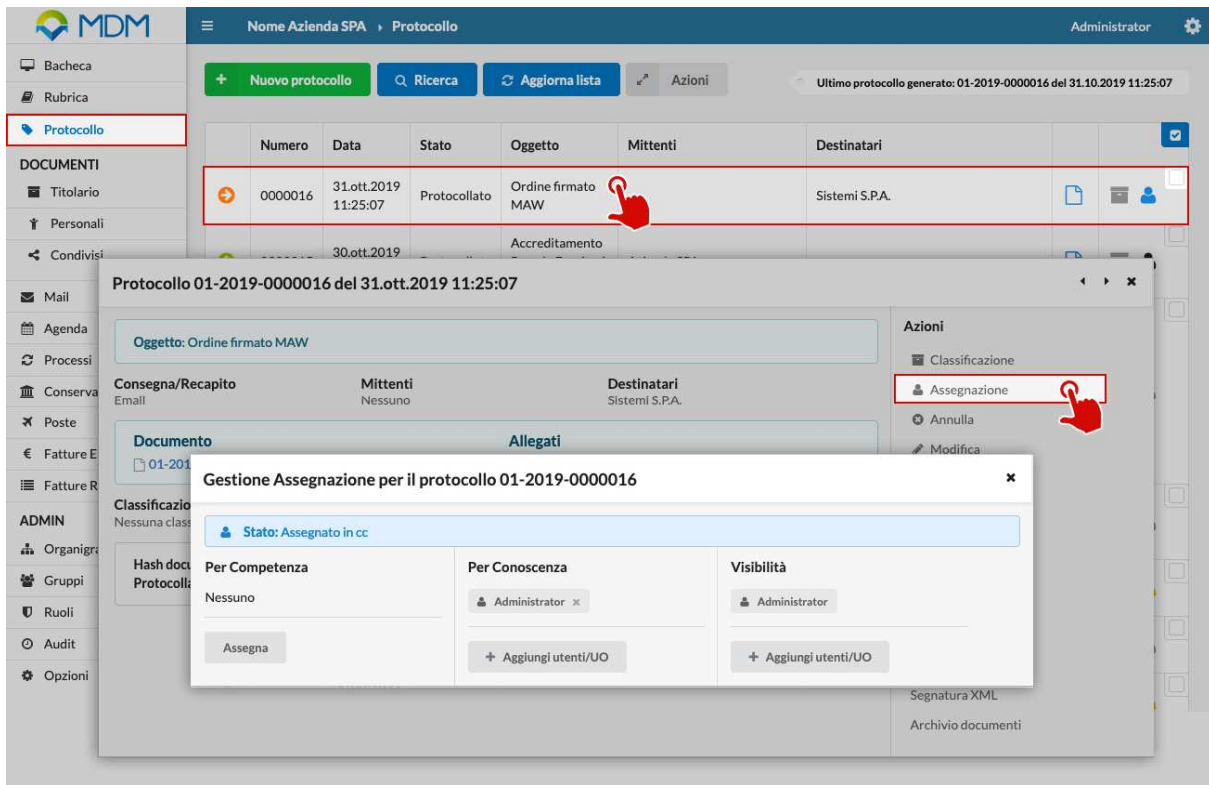 MDM
Nome Azienda SPA › Protocollo
Administrator
Bacheca
Rubrica
Protocollo
DOCUMENTI
Titolario
Personali
Condivisi
Mail
Agenda
Processi
Conserva
Poste
Fatture E
Fatture R
ADMIN
Organigra
Gruppi
Ruoli
Audit
Opzioni
+ Nuovo protocollo
Ricerca
Aggiorna lista
Azioni
Ultimo protocollo generato: 01-2019-0000016 del 31.10.2019 11:25:07
Numero Data Stato Oggetto Mittenti Destinatari
0000016 31.ott.2019 11:25:07 Protocollato Ordine firmato MAW Sistemi S.P.A.
30.ott.2019 Accreditamento
Protocollo 01-2019-0000016 del 31.ott.2019 11:25:07
Oggetto: Ordine firmato MAW
Consegna/Recapito Mittenti Destinatari
Email Nessuno Sistemi S.P.A.
Documento Allegati
01-201
Classificazio
Nessuna class
Hash docu
Protocolla
Azioni
Classificazione
Assegnazione
Annulla
Modifica
Segnatura XML
Archivio documenti
Gestione Assegnazione per il protocollo 01-2019-0000016
Stato: Assegnato in cc
Per Competenza
Nessuno
Assegna
Per Conoscenza
Administrator ×
+ Aggiungi utenti/UO
Visibilità
Administrator
+ Aggiungi utenti/UO